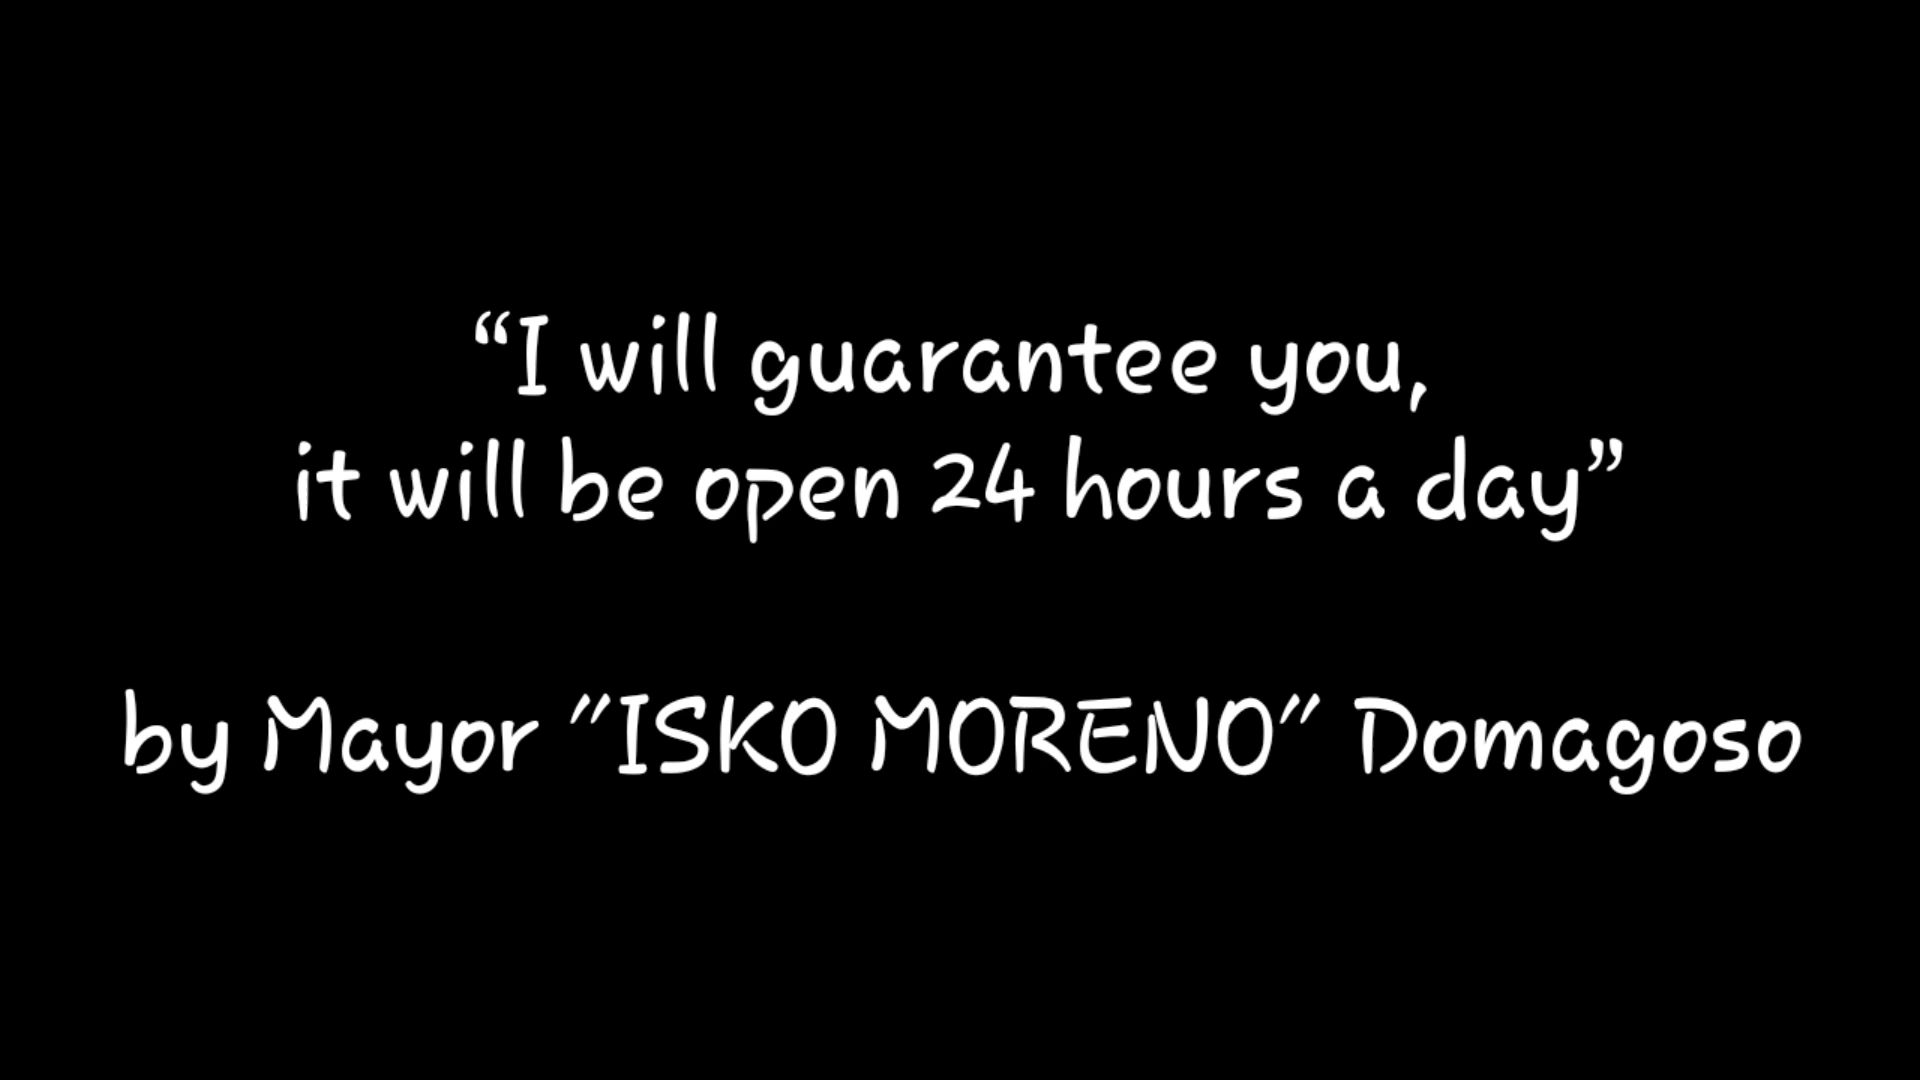 “I will guarantee you,
it will be open 24 hours a day”
by Mayor "ISKO MORENO" Domagoso